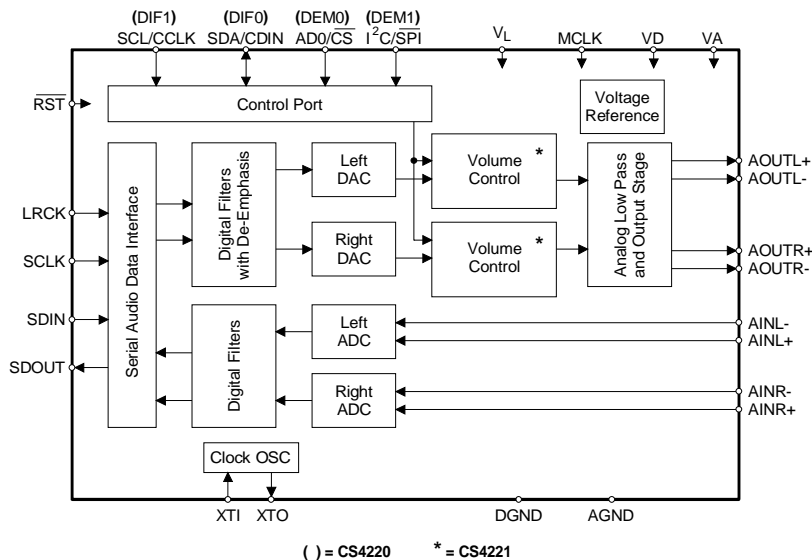 (DIF1) (DIF0) (DEM0) (DEM1)
SCL/CCLK SDA/CDIN AD0/CS I²C/SPI VL MCLK VD VA
RST
Control Port
Voltage
Reference
Serial Audio Data Interface
Digital Filters
with De-Emphasis
Left
DAC
Volume
Control
*
Analog Low Pass
and Output Stage
AOUTL+
AOUTL-
LRCK
Right
DAC
Volume
Control
*
AOUTR+
AOUTR-
SCLK
SDIN
Digital Filters
Left
ADC
AINL-
AINL+
SDOUT
Right
ADC
AINR-
AINR+
Clock OSC
XTI XTO DGND AGND
( ) = CS4220 * = CS4221